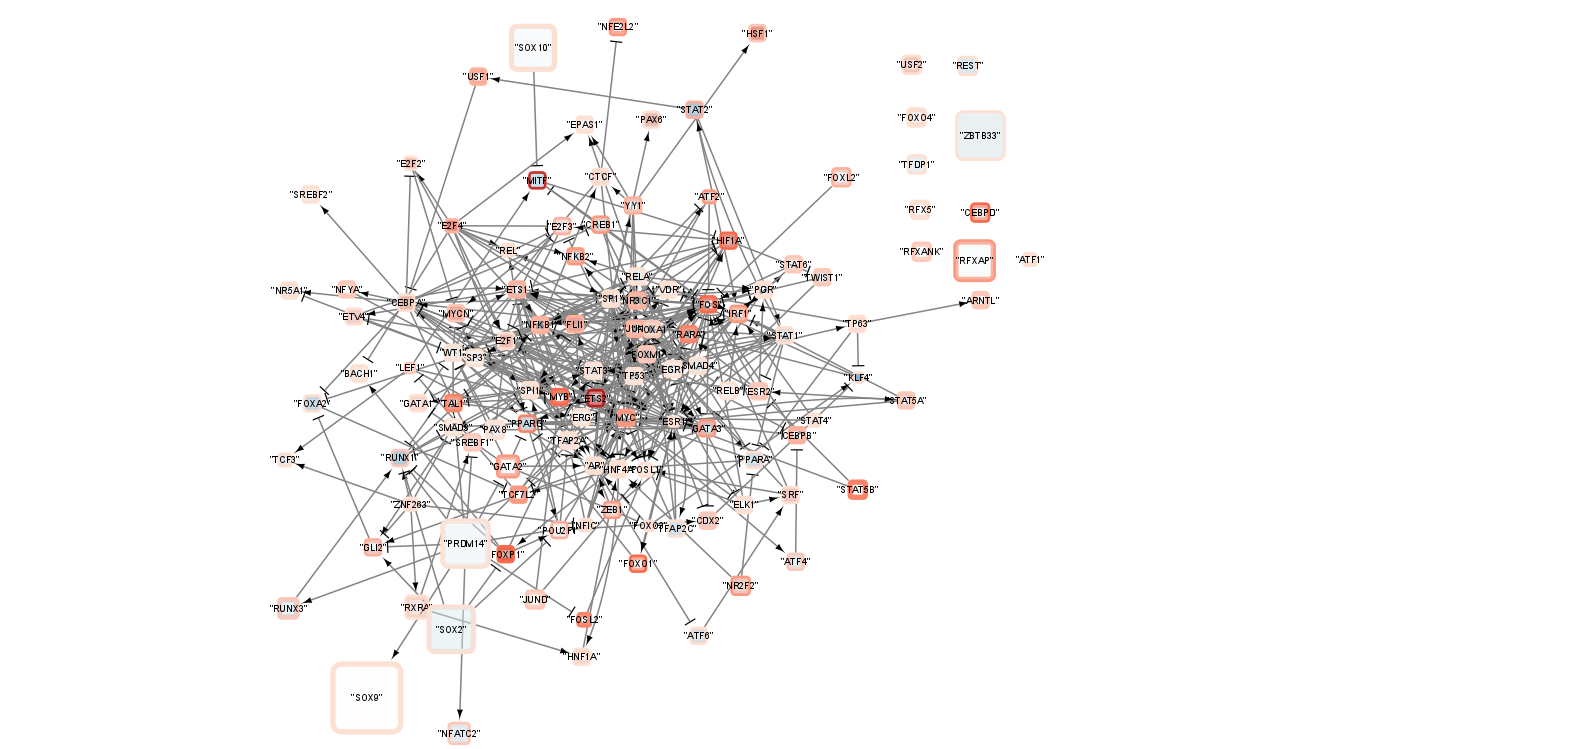 "NFE2L2"
"HSF1"
"SOX10"
"USF2"
"REST"
"USF1"
"STAT2"
"PAX6"
"FOXO4"
"EPAS1"
"ZBTB33"
"E2F2"
"TFDP1"
"CTCF"
"FOXL2"
"MITF"
"SREBF2"
"ATF2"
"YY1"
"RFX5"
"CEBPD"
"E2F4"
"E2F3"
"CREB1"
"HIF1A"
"REL"
"RFXANK"
"NFKB2"
"RFXAP"
"ATF1"
"STAT6"
"RELA"
"TWIST1"
"NR5A1"
"NFYA"
"ETS1"
"VDR"
"PGR"
"CEBPA"
"SP1"
"NR3C1"
"FOS"
"ARNTL"
"ETV4"
"MYCN"
"IRF1"
"NFKB1"
"FLI1"
"TP63"
"JUN"
"FOXA1"
"RARA"
"STAT1"
"E2F1"
"WT1"
"SP3"
"FOXM1"
"LEF1"
"BACH1"
"STAT3"
"TP53"
"EGR1"
"SMAD4"
"KLF4"
"SPI1"
"RELB"
"ESR2"
"FOXA2"
"GATA1"
"TAL1"
"MYB"
"ETS2"
"STAT5A"
"ERG"
"MYC"
"ESR1"
"STAT4"
"SMAD3"
"PAX8"
"PPARG"
"GATA3"
"CEBPB"
"SREBF1"
"TFAP2A"
"TCF3"
"RUNX1"
"GATA2"
"AR"
"HNF4A"
"FOSL1"
"PPARA"
"STAT5B"
"TCF7L2"
"SRF"
"ZNF263"
"ELK1"
"ZEB1"
"CDX2"
"NFIC"
"FOXO3"
"TFAP2C"
"PRDM14"
"GLI2"
"FOXP1"
"FOXO1"
"ATF4"
"NR2F2"
"JUND"
"RUNX3"
"RXRA"
"FOSL2"
"SOX2"
"ATF6"
"HNF1A"
"SOX9"
"NFATC2"